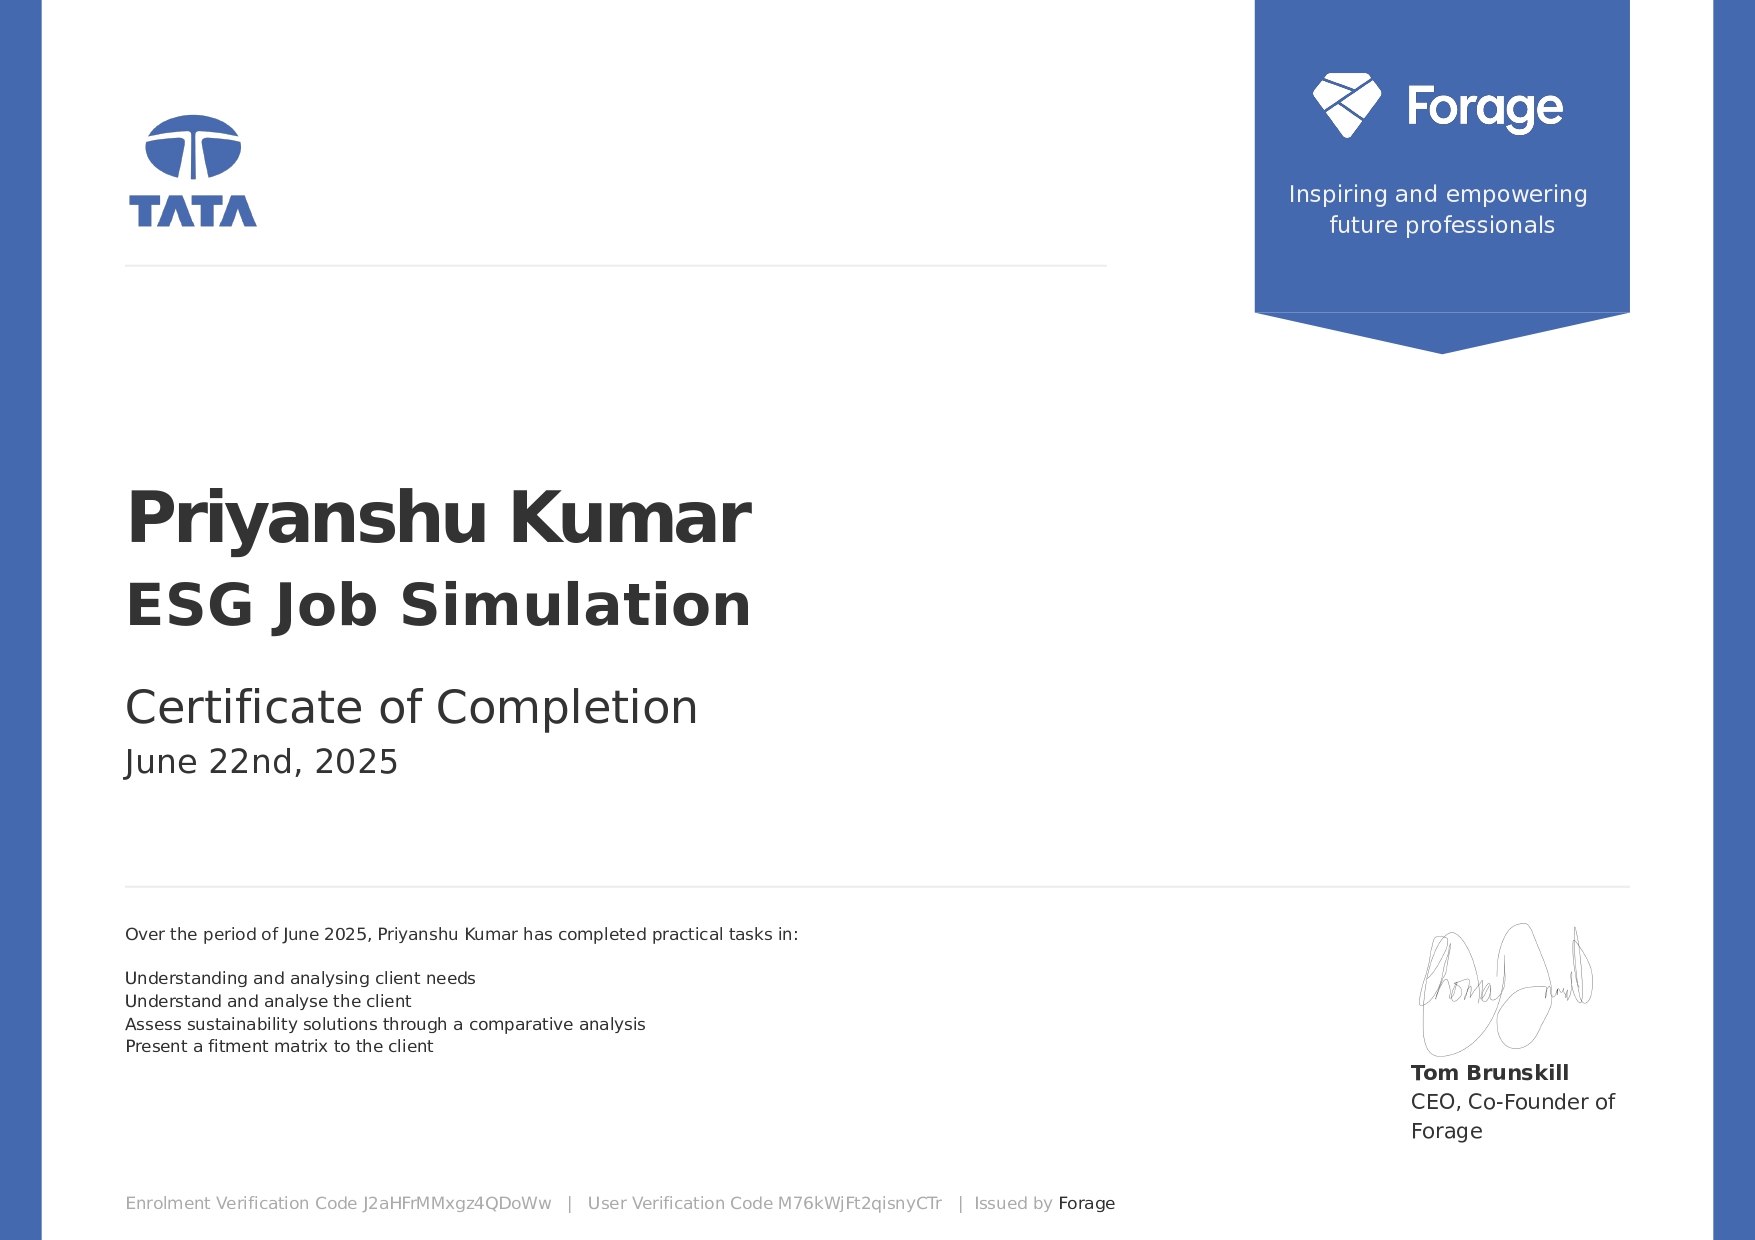 TATA
Forage
Inspiring and empowering
future professionals
Priyanshu Kumar
ESG Job Simulation
Certificate of Completion
June 22nd, 2025
Over the period of June 2025, Priyanshu Kumar has completed practical tasks in:
Understanding and analysing client needs
Understand and analyse the client
Assess sustainability solutions through a comparative analysis
Present a fitment matrix to the client
Tom Brunskill
CEO, Co-Founder of
Forage
Enrolment Verification Code J2aHFrMMxgz4QDoWw | User Verification Code M76kWjFt2qisnyCTr | Issued by Forage